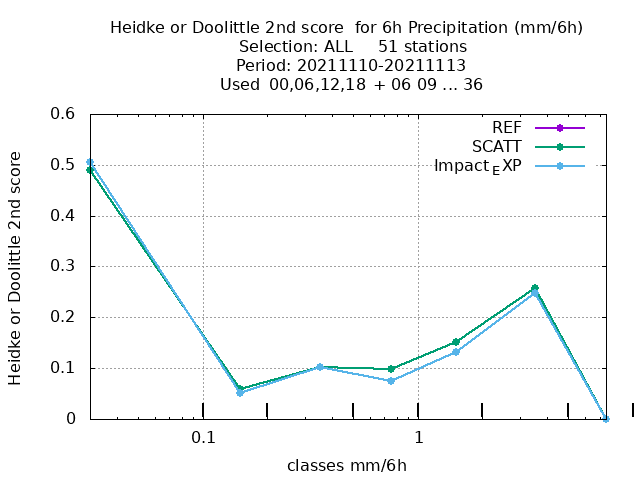 Heidke or Doolittle 2nd score for 6h Precipitation (mm/6h)
Selection: ALL 51 stations
Period: 20211110-20211113
Used 00,06,12,18 + 06 09 ... 36
REF
SCATT
Impact_EXP
Heidke or Doolittle 2nd score
0.6
0.5
0.4
0.3
0.2
0.1
0
0.1 1
classes mm/6h